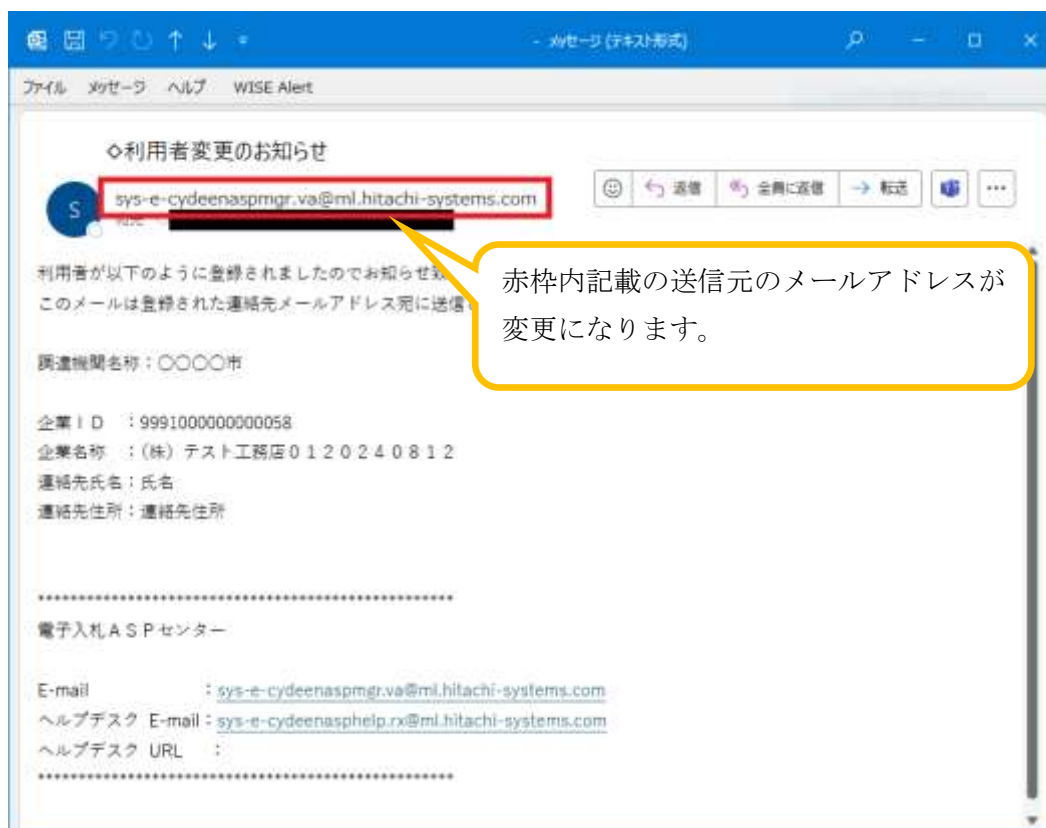 - メッセージ (テキスト形式)
ファイル メッセージ ヘルプ WISE Alert
◇利用者変更のお知らせ
S
sys-e-cydeenaspmgr.va@ml.hitachi-systems.com
返信 全員に返信 転送
利用者が以下のように登録されましたのでお知らせ致
このメールは登録された連絡先メールアドレス宛に送信
赤枠内記載の送信元のメールアドレスが
変更になります。
調達機関名称：〇〇〇〇市
企業ＩＤ ：9991000000000058
企業名称 ：（株）テスト工務店０１２０２４０８１２
連絡先氏名：氏名
連絡先住所：連絡先住所
***************************************************
電子入札ＡＳＰセンター
E-mail ：sys-e-cydeenaspmgr.va@ml.hitachi-systems.com
ヘルプデスク E-mail：sys-e-cydeenasphelp.rx@ml.hitachi-systems.com
ヘルプデスク URL ：
***************************************************